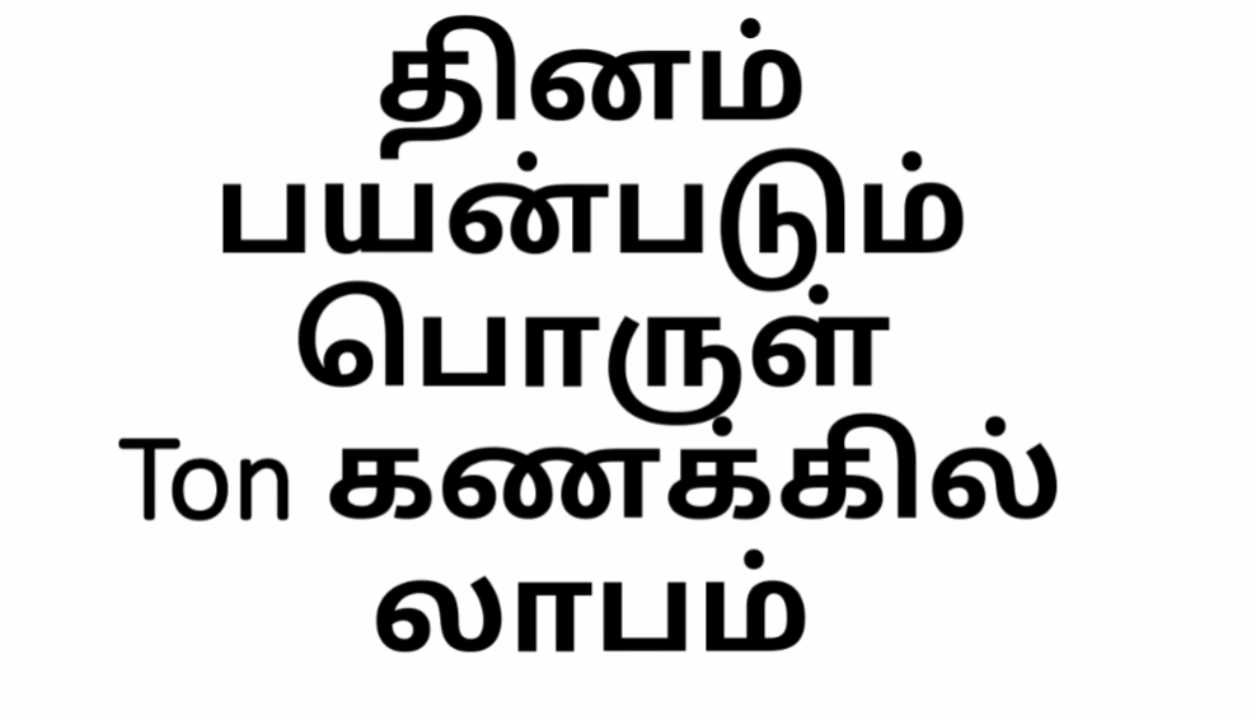 தினம்
பயன்படும்
பொருள்
Ton கணக்கில்
லாபம்